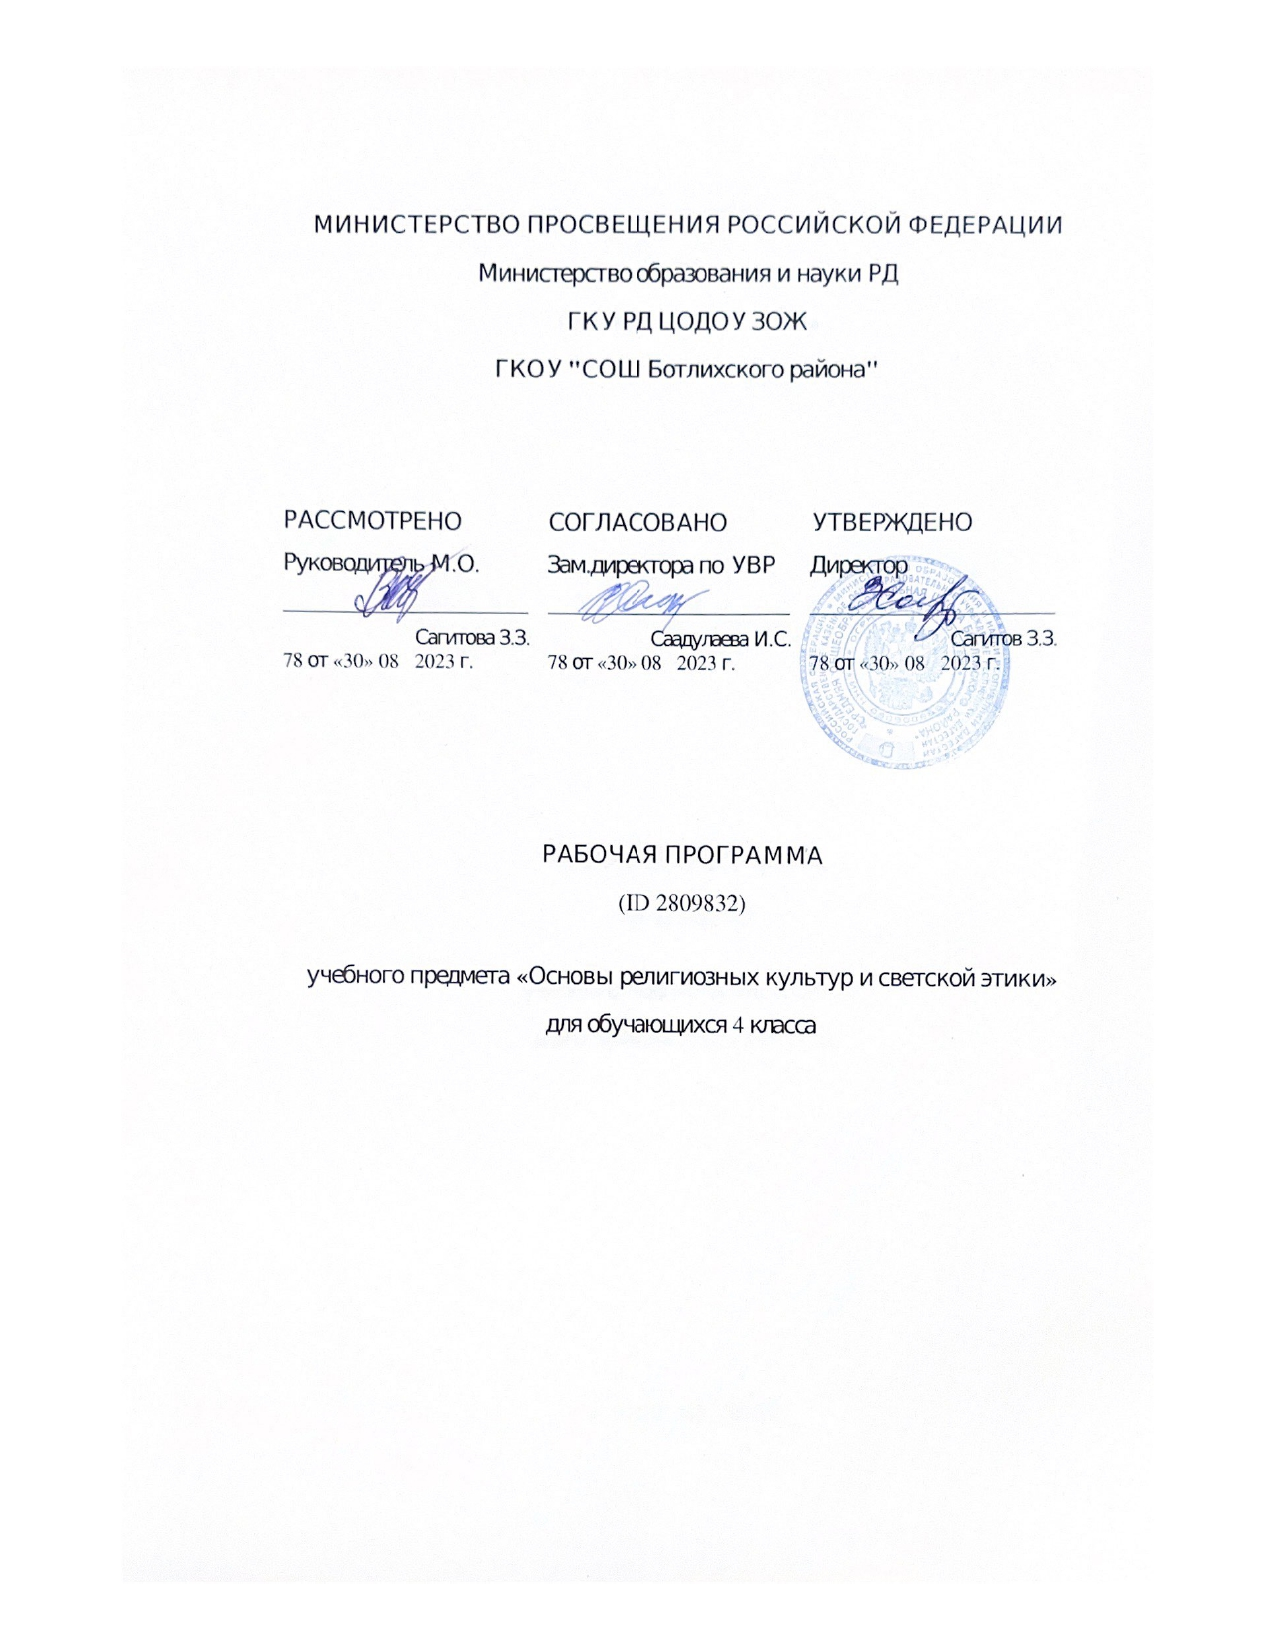 МИНИСТЕРСТВО ПРОСВЕЩЕНИЯ РОССИЙСКОЙ ФЕДЕРАЦИИ
Министерство образования и науки РД
ГКУ РД ЦОДОУ ЗОЖ
ГКОУ "СОШ Ботлихского района"
РАССМОТРЕНО СОГЛАСОВАНО УТВЕРЖДЕНО
Руководитель М.О. Зам.директора по УВР Директор
Сагитова З.З. Саадулаева И.С. Сагитов З.З.
78 от «30» 08 2023 г. 78 от «30» 08 2023 г. 78 от «30» 08 2023 г.
РАБОЧАЯ ПРОГРАММА
(ID 2809832)
учебного предмета «Основы религиозных культур и светской этики»
для обучающихся 4 класса